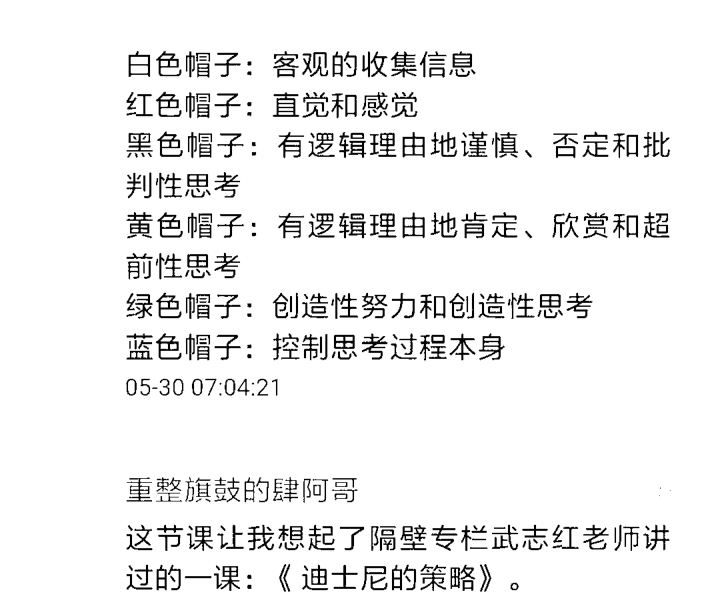 白色帽子：客观的收集信息
红色帽子：直觉和感觉
黑色帽子：有逻辑理由地谨慎、否定和批
判性思考
黄色帽子：有逻辑理由地肯定、欣赏和超
前性思考
绿色帽子：创造性努力和创造性思考
蓝色帽子：控制思考过程本身
05-30 07:04:21
重整旗鼓的肆阿哥
这节课让我想起了隔壁专栏武志红老师讲
过的一课：《 迪士尼的策略》。